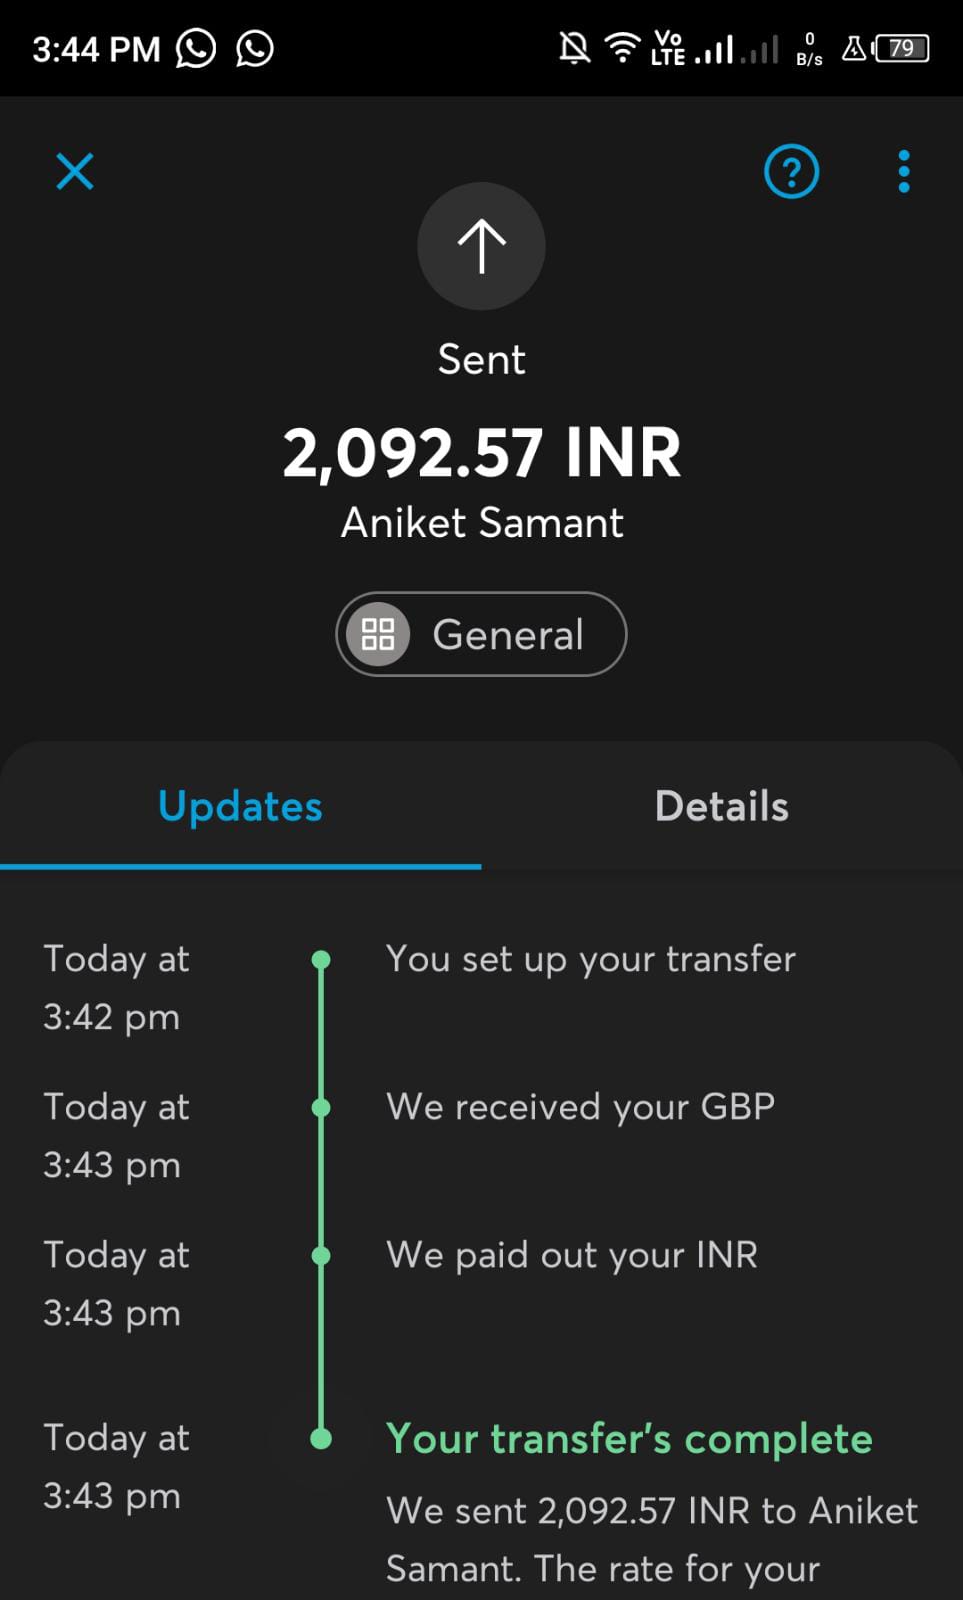 3:44 PM
Vo
LTE
0
B/s
79
?
Sent
2,092.57 INR
Aniket Samant
General
Updates
Details
Today at
3:42 pm
You set up your transfer
Today at
3:43 pm
We received your GBP
Today at
3:43 pm
We paid out your INR
Today at
3:43 pm
Your transfer's complete
We sent 2,092.57 INR to Aniket
Samant. The rate for your